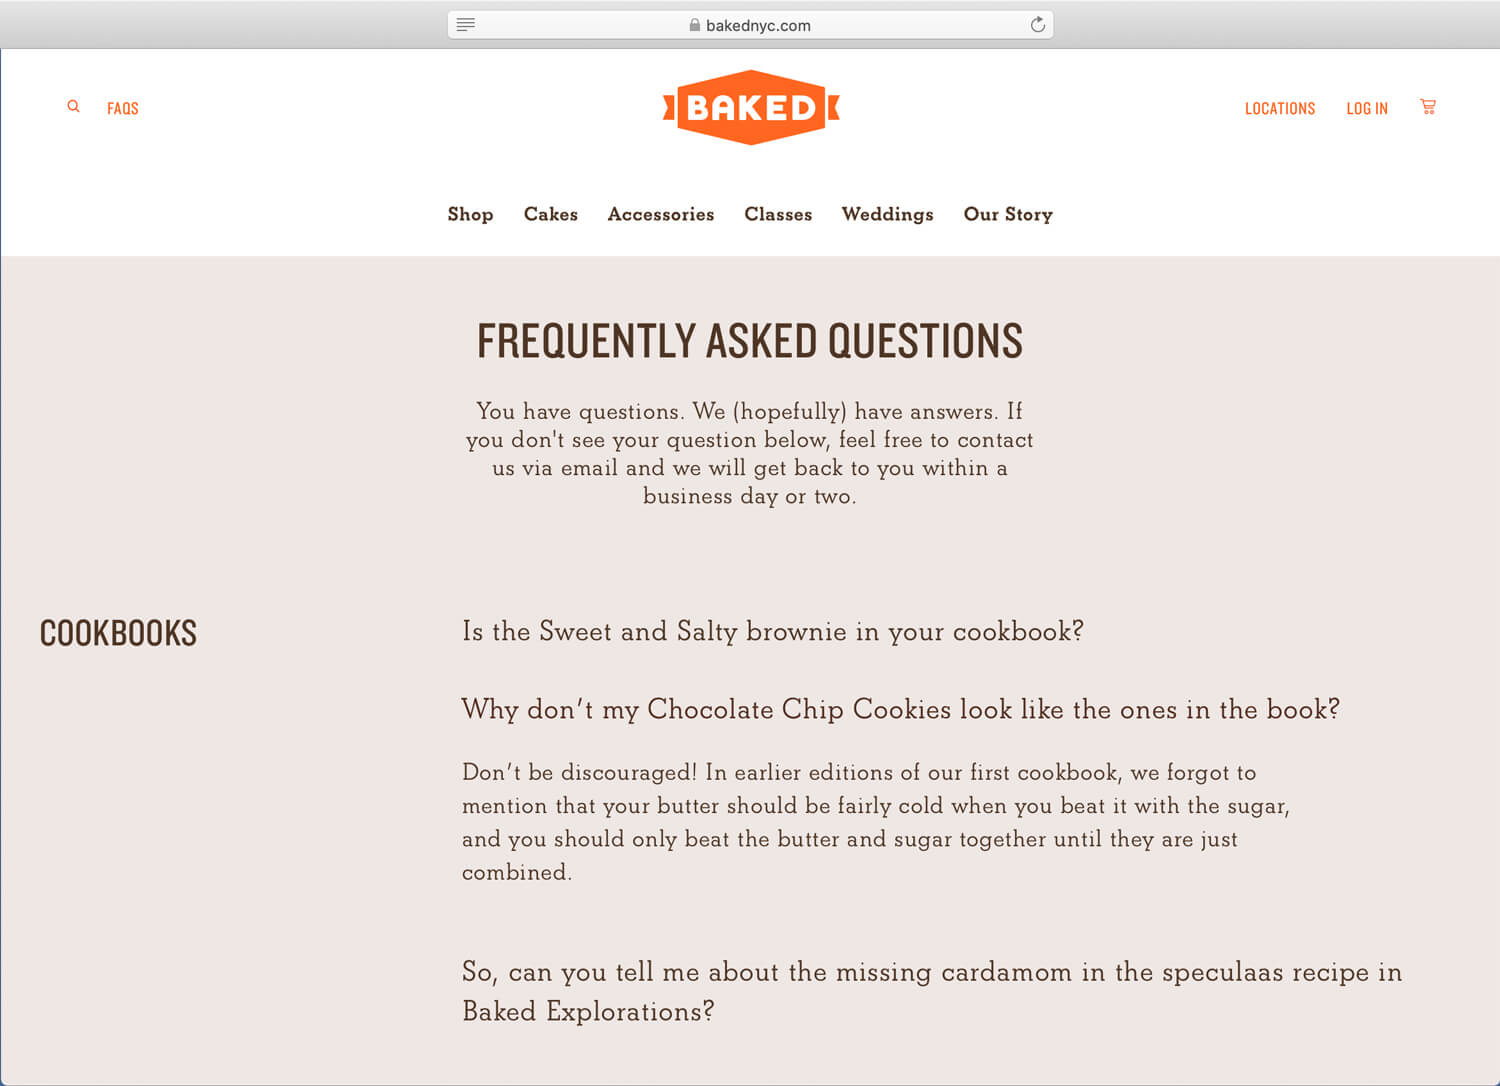 bakednyc.com
FAQS
BAKED
LOCATIONS
LOG IN
Shop
Cakes
Accessories
Classes
Weddings
Our Story
FREQUENTLY ASKED QUESTIONS
You have questions. We (hopefully) have answers. If
you don't see your question below, feel free to contact
us via email and we will get back to you within a
business day or two.
COOKBOOKS
Is the Sweet and Salty brownie in your cookbook?
Why don’t my Chocolate Chip Cookies look like the ones in the book?
Don’t be discouraged! In earlier editions of our first cookbook, we forgot to
mention that your butter should be fairly cold when you beat it with the sugar,
and you should only beat the butter and sugar together until they are just
combined.
So, can you tell me about the missing cardamom in the speculaas recipe in
Baked Explorations?